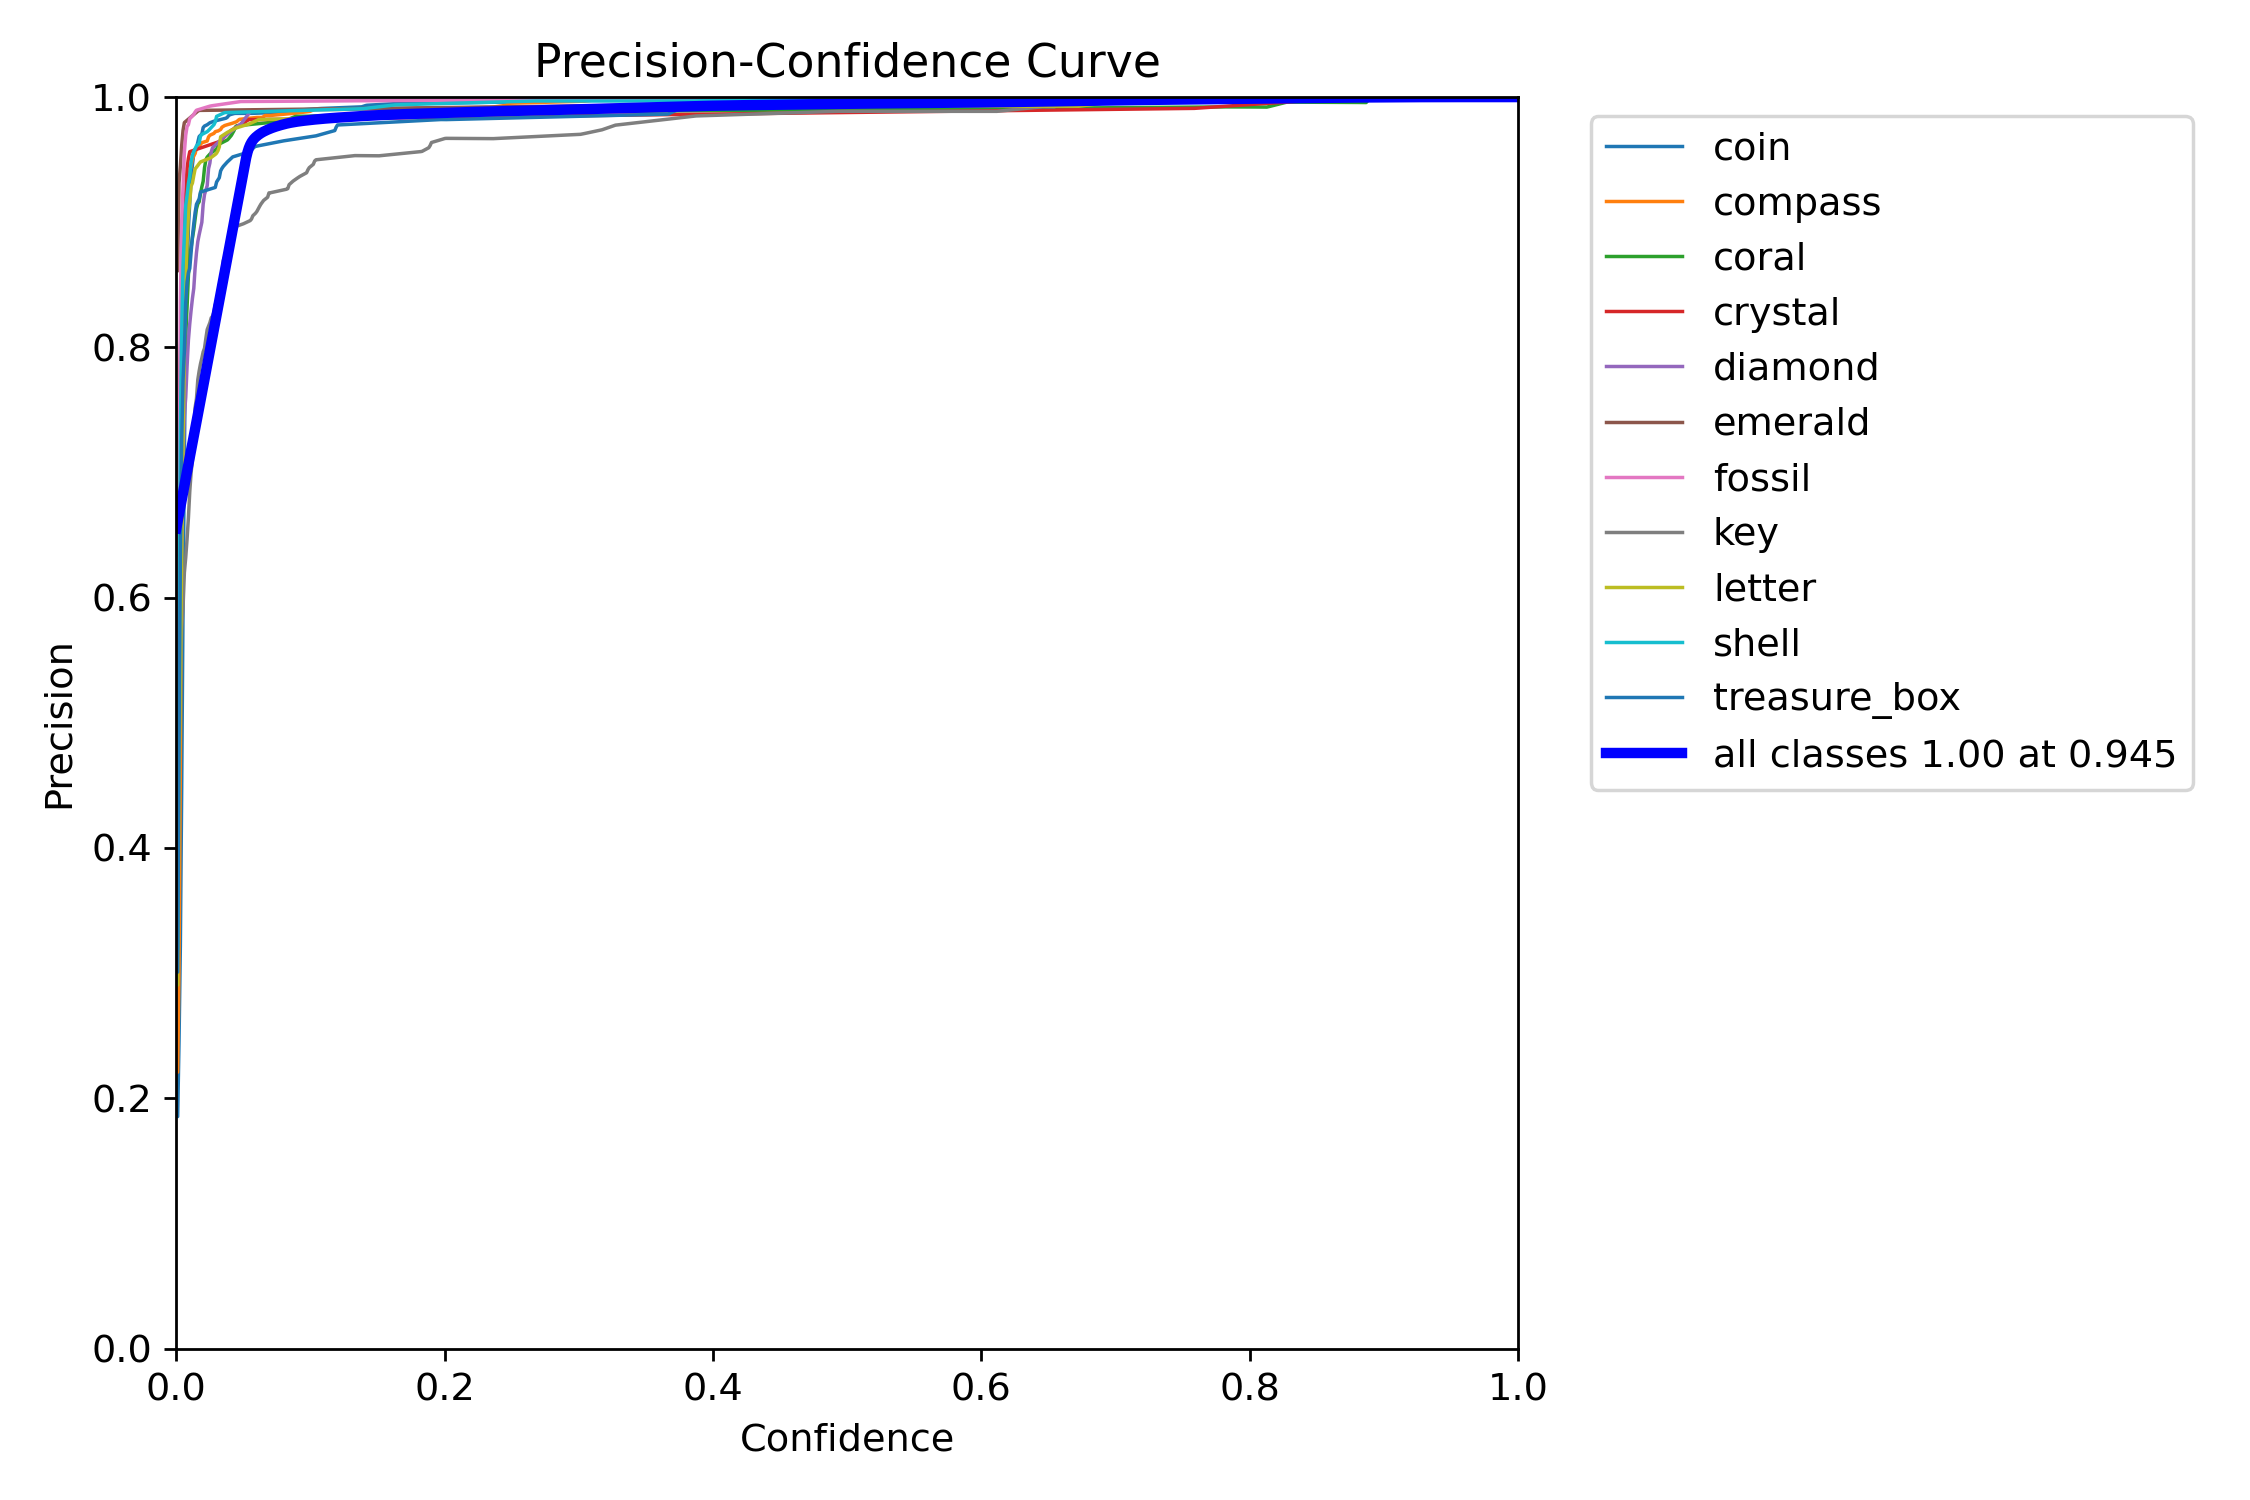 Precision-Confidence Curve
1.0
0.8
0.6
0.4
0.2
0.0
Precision
0.0 0.2 0.4 0.6 0.8 1.0
Confidence
coin
compass
coral
crystal
diamond
emerald
fossil
key
letter
shell
treasure_box
all classes 1.00 at 0.945